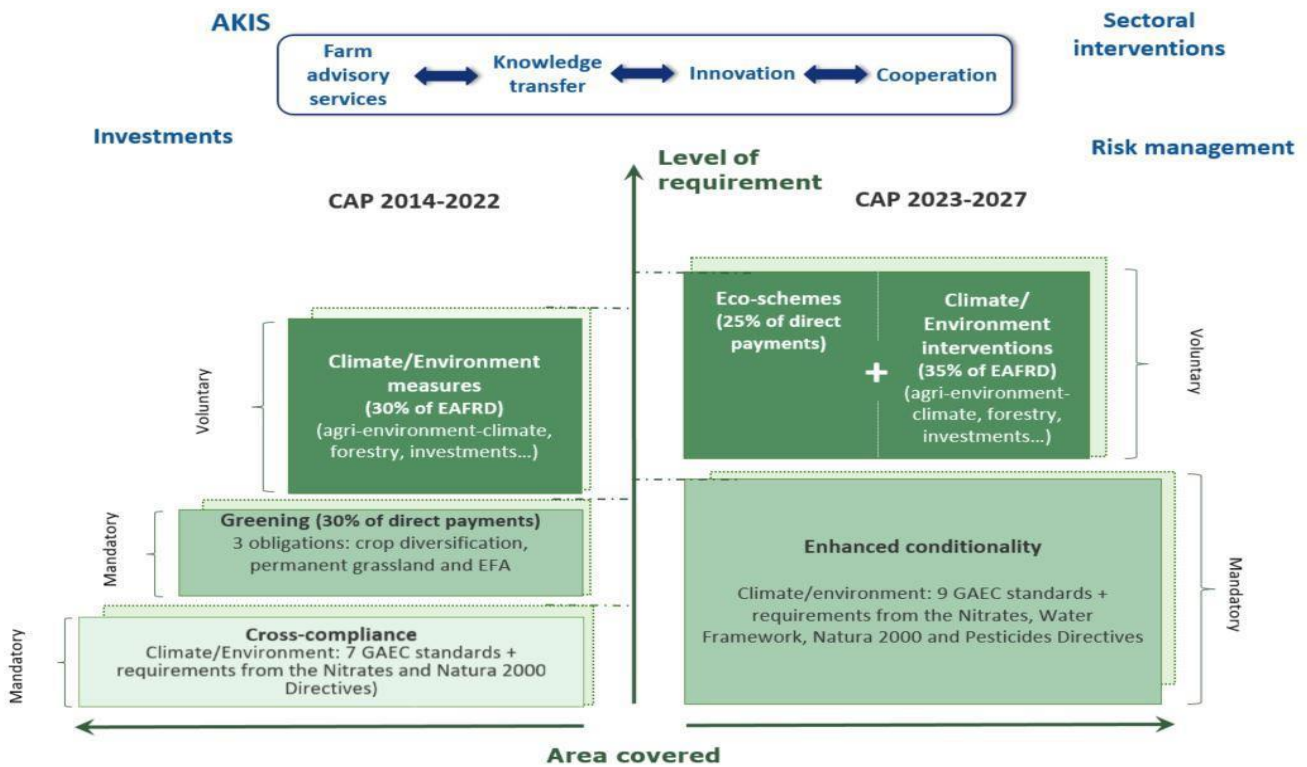 AKIS
Sectoral
interventions
Farm
advisory
services
Knowledge
transfer
Innovation
Cooperation
Investments
Risk management
Level of
requirement
CAP 2014-2022
CAP 2023-2027
Voluntary
Climate/Environment
measures
(30% of EAFRD)
(agri-environment-climate,
forestry, investments...)
Mandatory
Greening (30% of direct payments)
3 obligations: crop diversification,
permanent grassland and EFA
Mandatory
Cross-compliance
Climate/Environment: 7 GAEC standards +
requirements from the Nitrates and Natura 2000
Directives)
Eco-schemes
(25% of direct
payments)
+
Climate/
Environment
interventions
(35% of EAFRD)
(agri-environment-
climate, forestry,
investments...)
Voluntary
Enhanced conditionality
Climate/environment: 9 GAEC standards +
requirements from the Nitrates, Water
Framework, Natura 2000 and Pesticides Directives
Mandatory
Area covered